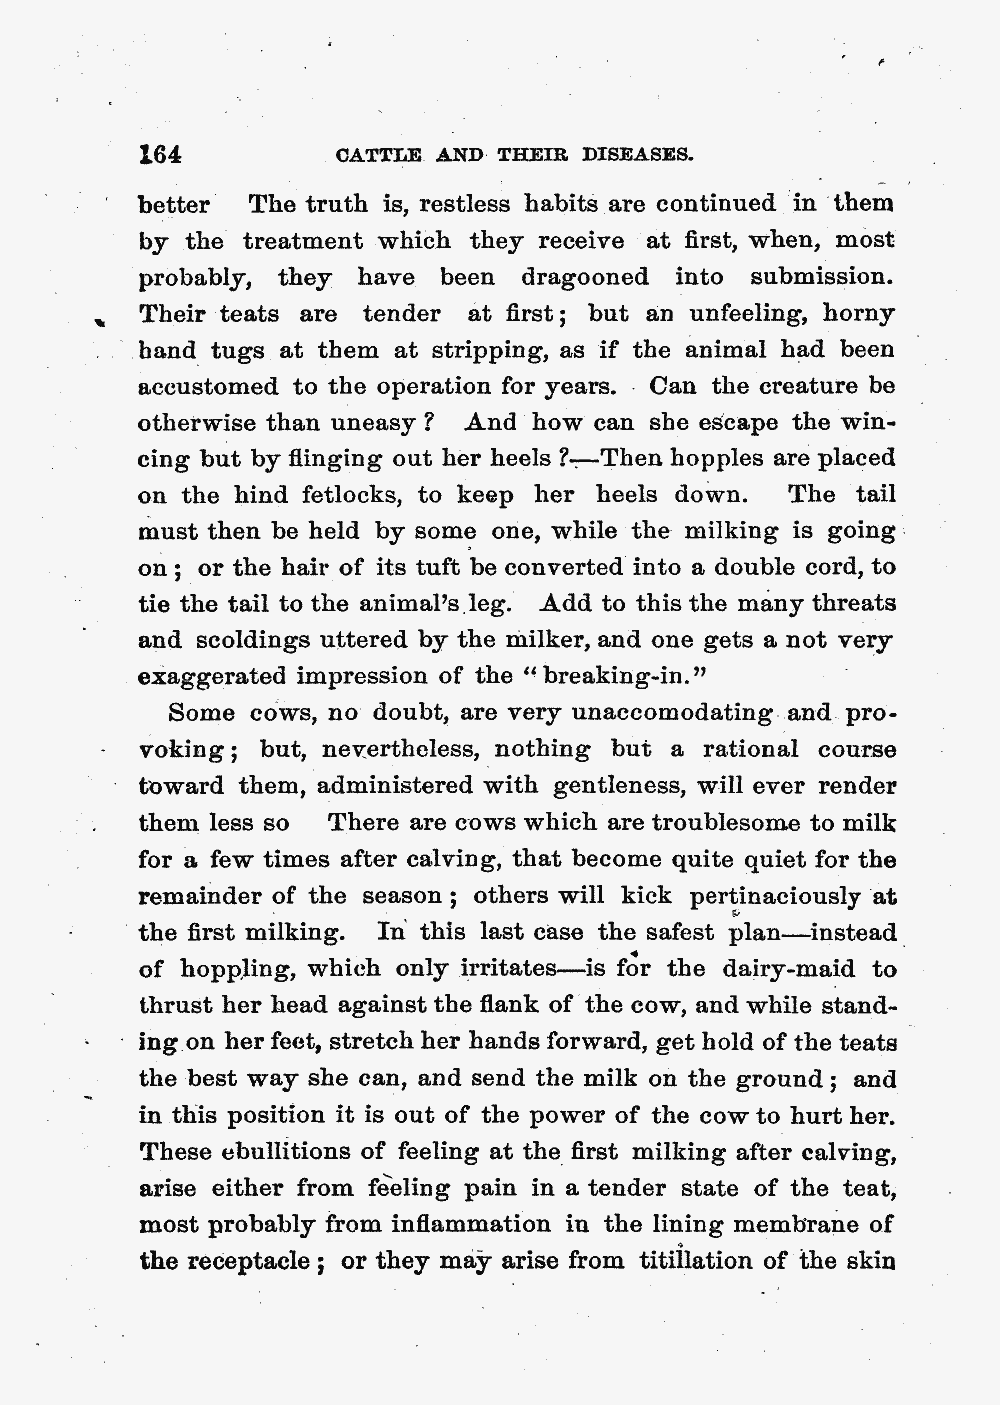 164 CATTLE AND THEIR DISEASES.
better The truth is, restless habits are continued in them
by the treatment which they receive at first, when, most
probably, they have been dragooned into submission.
Their teats are tender at first; but an unfeeling, horny
hand tugs at them at stripping, as if the animal had been
accustomed to the operation for years. Can the creature be
otherwise than uneasy? And how can she escape the win-
cing but by flinging out her heels?—Then hopples are placed
on the hind fetlocks, to keep her heels down. The tail
must then be held by some one, while the milking is going
on; or the hair of its tuft be converted into a double cord, to
tie the tail to the animal's leg. Add to this the many threats
and scoldings uttered by the milker, and one gets a not very
exaggerated impression of the "breaking-in."
Some cows, no doubt, are very unaccomodating and pro-
voking; but, nevertheless, nothing but a rational course
toward them, administered with gentleness, will ever render
them less so There are cows which are troublesome to milk
for a few times after calving, that become quite quiet for the
remainder of the season; others will kick pertinaciously at
the first milking. In this last case the safest plan—instead
of hoppling, which only irritates—is for the dairy-maid to
thrust her head against the flank of the cow, and while stand-
ing on her feet, stretch her hands forward, get hold of the teats
the best way she can, and send the milk on the ground; and
in this position it is out of the power of the cow to hurt her.
These ebullitions of feeling at the first milking after calving,
arise either from feeling pain in a tender state of the teat,
most probably from inflammation in the lining membrane of
the receptacle; or they may arise from titillation of the skin